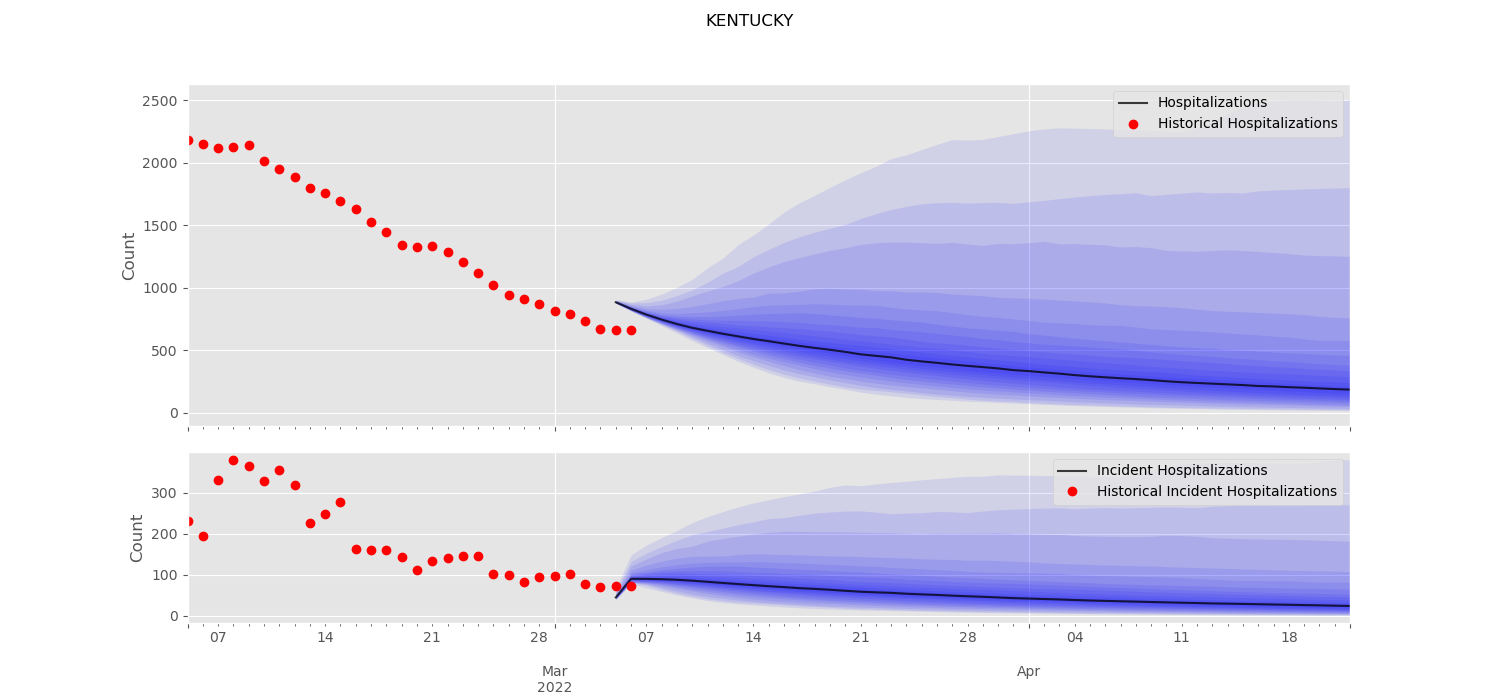 KENTUCKY
2500
2000
1500
1000
500
0
Count
Hospitalizations
Historical Hospitalizations
300
200
100
0
Count
Incident Hospitalizations
Historical Incident Hospitalizations
07 14 21 28 07 14 21 28 04 11 18
Mar Apr
2022